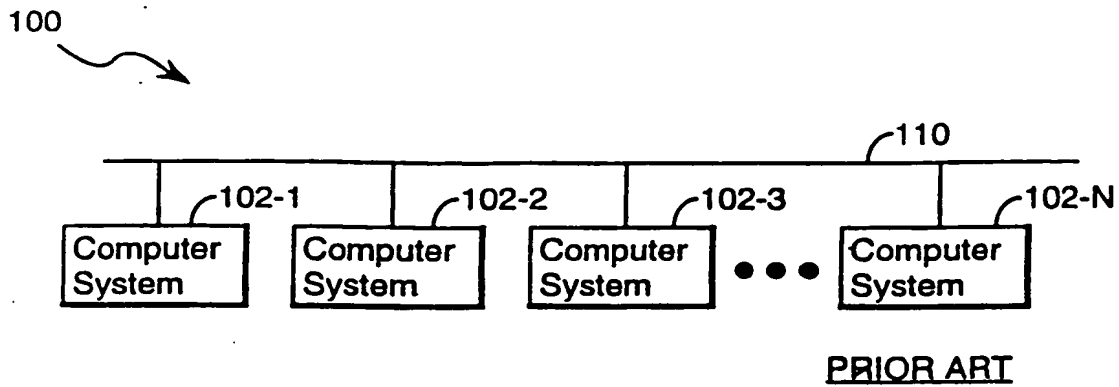 100
110
102-1
102-2
102-3
102-N
Computer
System
Computer
System
Computer
System
Computer
System
PRIOR ART